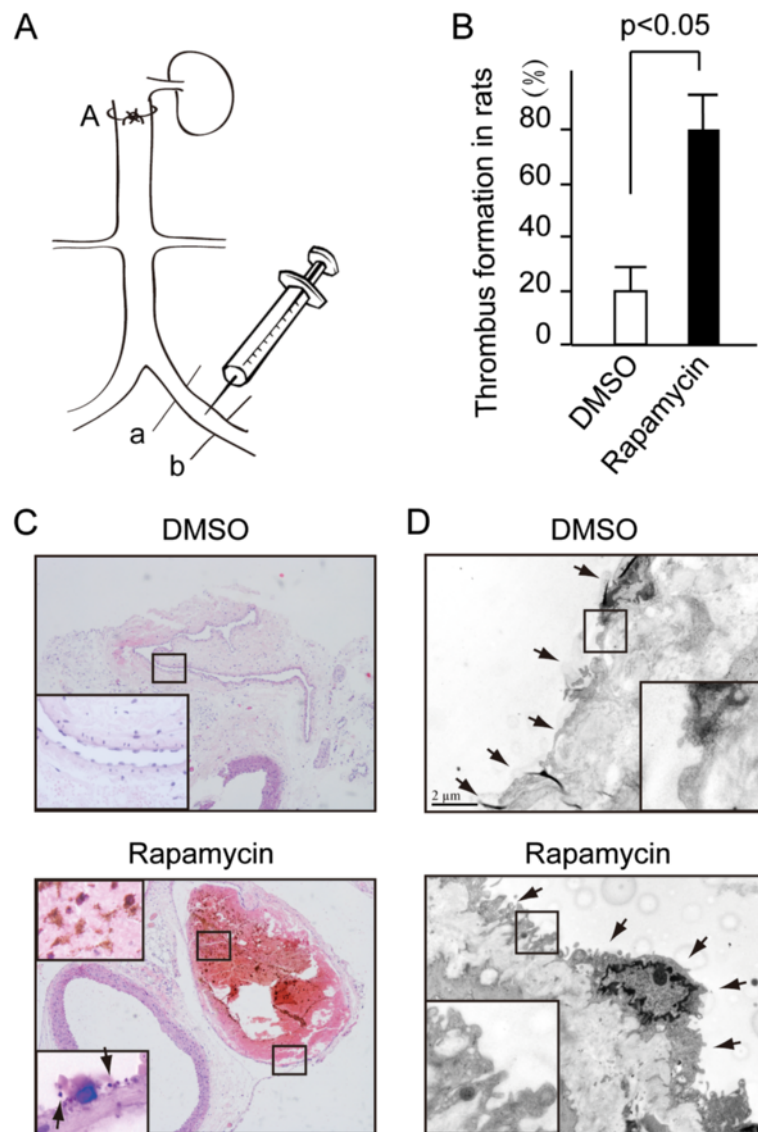 A
A
a
b
B
p<0.05
Thrombus formation in rats
(%)
80
60
40
20
0
DMSO
Rapamycin
C
DMSO
Rapamycin
D
DMSO
2 µm
Rapamycin